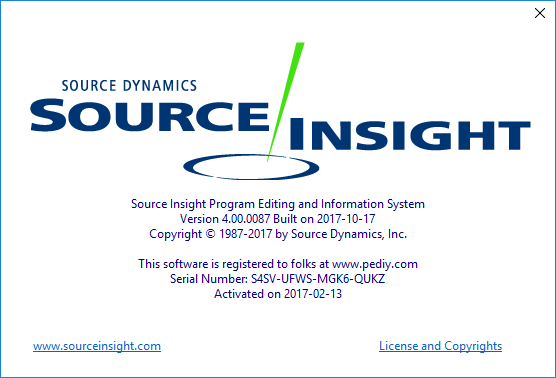 SOURCE DYNAMICS
SOURCE INSIGHT
Source Insight Program Editing and Information System
Version 4.00.0087 Built on 2017-10-17
Copyright © 1987-2017 by Source Dynamics, Inc.
This software is registered to folks at www.pediy.com
Serial Number: S4SV-UFWS-MGK6-QUKZ
Activated on 2017-02-13
www.sourceinsight.com
License and Copyrights